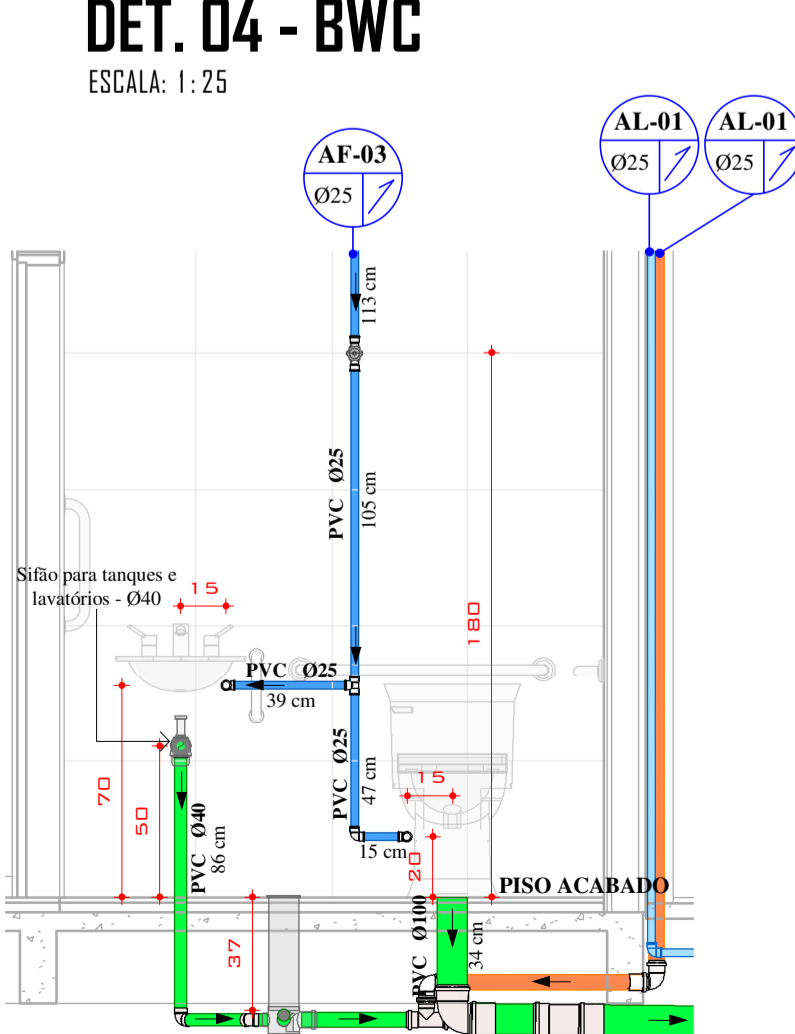 DET. 04 - BWC
ESCALA: 1:25
AF-03
Ø25
AL-01
Ø25
AL-01
Ø25
113 cm
PVC Ø25
105 cm
Sifão para tanques e
lavatórios - Ø40
15
180
PVC Ø25
39 cm
PVC Ø25
47 cm
15
70
50
PVC Ø40
86 cm
15 cm
20
PISO ACABADO
37
PVC Ø100
34 cm